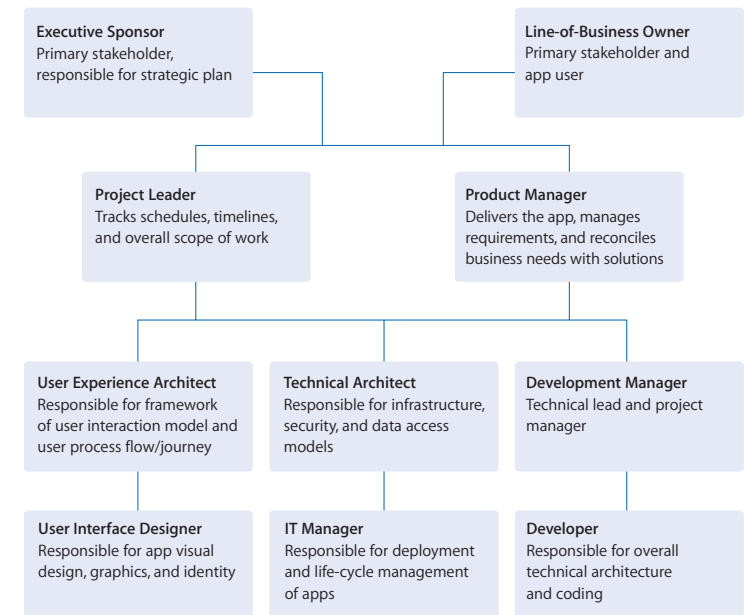 Executive Sponsor
Primary stakeholder,
responsible for strategic plan
Line-of-Business Owner
Primary stakeholder and
app user
Project Leader
Tracks schedules, timelines,
and overall scope of work
Product Manager
Delivers the app, manages
requirements, and reconciles
business needs with solutions
User Experience Architect
Responsible for framework
of user interaction model and
user process flow/journey
Technical Architect
Responsible for infrastructure,
security, and data access
models
Development Manager
Technical lead and project
manager
User Interface Designer
Responsible for app visual
design, graphics, and identity
IT Manager
Responsible for deployment
and life-cycle management
of apps
Developer
Responsible for overall
technical architecture
and coding